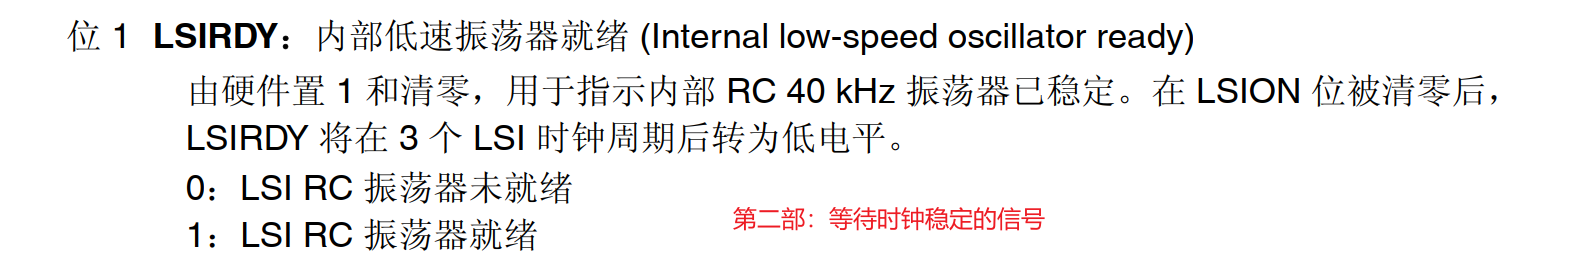 位 1 LSIRDY：内部低速振荡器就绪 (Internal low-speed oscillator ready)
由硬件置 1 和清零，用于指示内部 RC 40 kHz 振荡器已稳定。在 LSION 位被清零后，
LSIRDY 将在 3 个 LSI 时钟周期后转为低电平。
0：LSI RC 振荡器未就绪
1：LSI RC 振荡器就绪
第二部：等待时钟稳定的信号